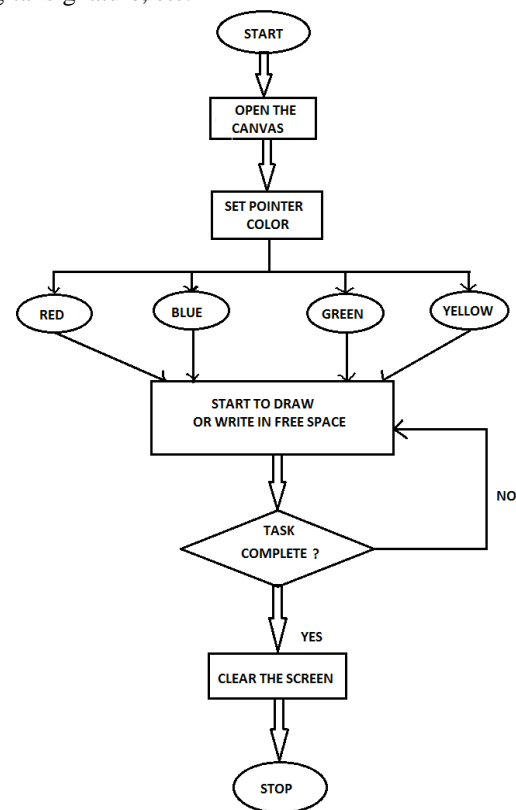 START
OPEN THE
CANVAS
SET POINTER
COLOR
RED
BLUE
GREEN
YELLOW
START TO DRAW
OR WRITE IN FREE SPACE
NO
TASK
COMPLETE ?
YES
CLEAR THE SCREEN
STOP